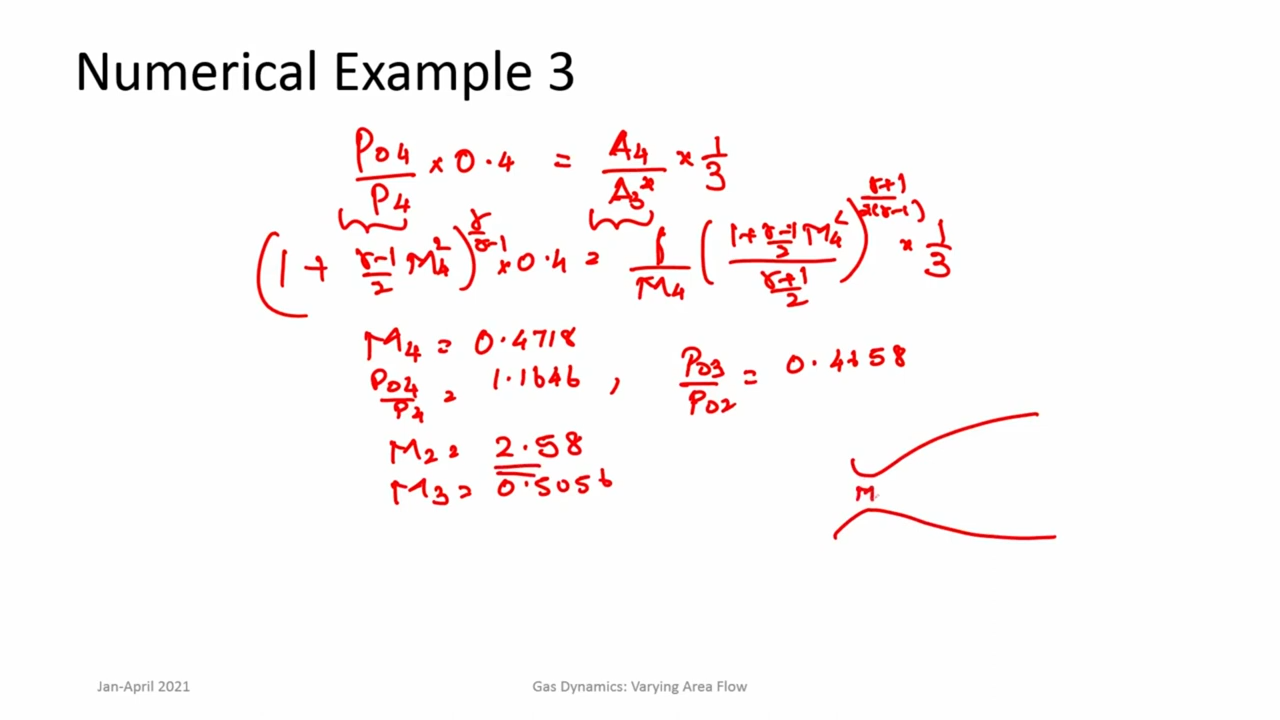 Numerical Example 3
P04/P4 × 0.4 = A4/A3* × 1/3
(1 + γ-1/2 M4²)^γ/γ-1 × 0.4 = 1/M4 (1+γ-1/2 M4²/γ+1/2)^γ+1/2(γ-1) × 1/3
M4 = 0.4718
P04/P4 = 1.1646 , P03/P02 = 0.4658
M2 = 2.58
M3 = 0.5056
M
Jan-April 2021
Gas Dynamics: Varying Area Flow